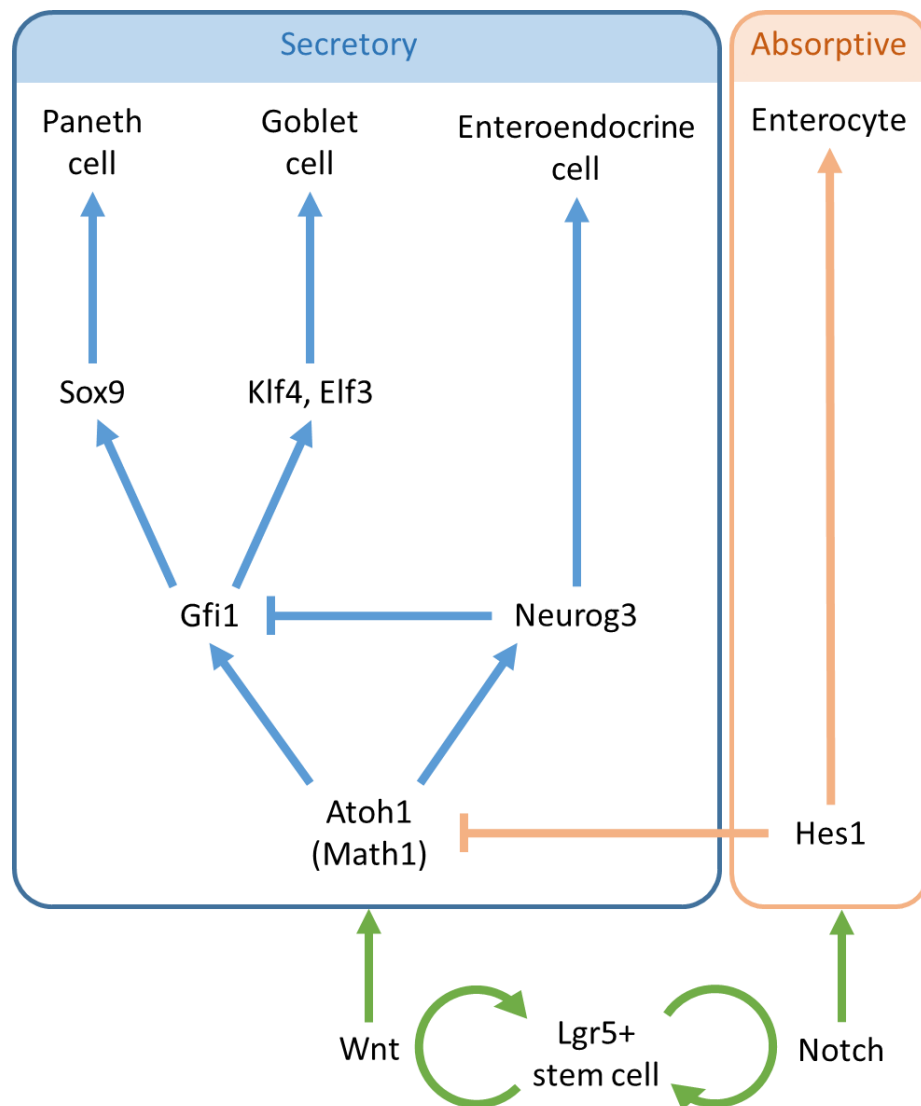 Secretory
Absorptive
Paneth
cell
Goblet
cell
Enteroendocrine
cell
Enterocyte
Sox9
Klf4, Elf3
Gfi1
Neurog3
Atoh1
(Math1)
Hes1
Wnt
Lgr5+
stem cell
Notch